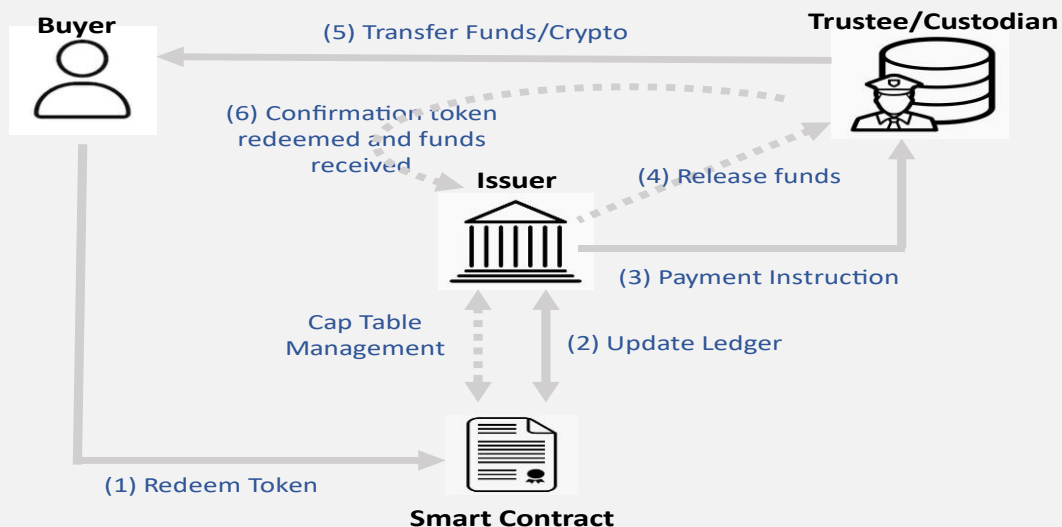 Buyer
Trustee/Custodian
(5) Transfer Funds/Crypto
(6) Confirmation token
redeemed and funds
received
Issuer
(4) Release funds
(3) Payment Instruction
Cap Table
Management
(2) Update Ledger
(1) Redeem Token
Smart Contract